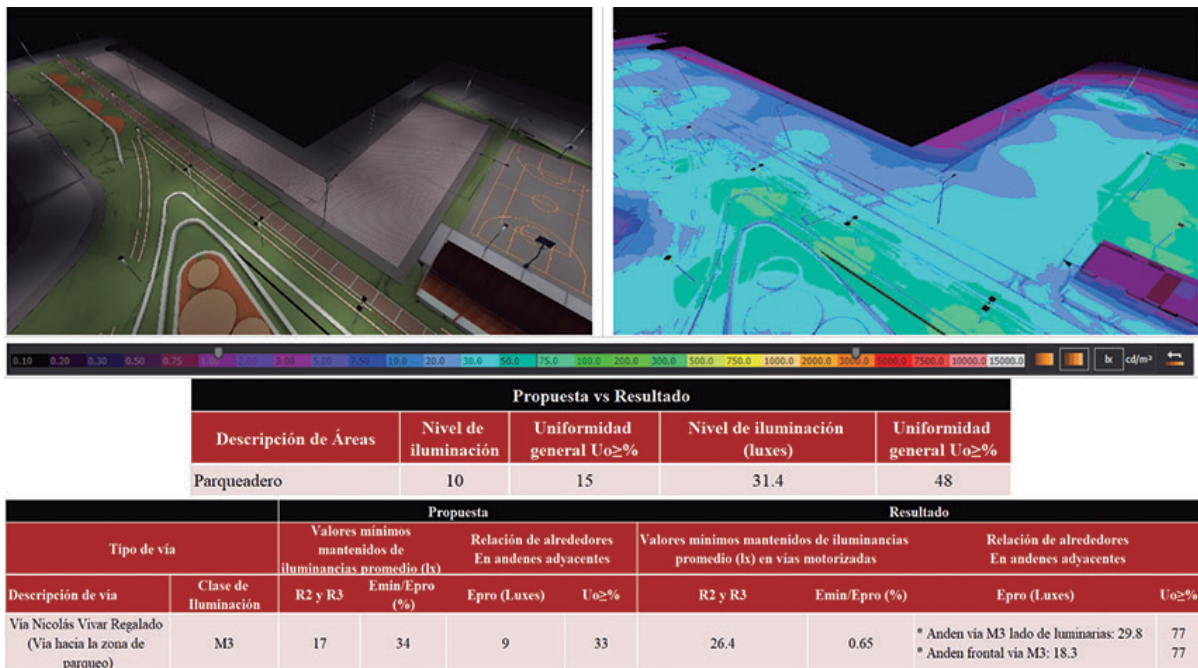 0.10 0.20 0.30 0.50 0.75 1.00 2.00 3.00 5.00 7.50 10.0 20.0 30.0 50.0 75.0 100.0 200.0 300.0 500.0 750.0 1000.0 2000.0 3000.0 5000.0 7500.0 10000.0 15000.0 lx cd/m²
Propuesta vs Resultado
Descripción de Áreas
Nivel de
iluminación
Uniformidad
general Uo≥%
Nivel de iluminación
(luxes)
Uniformidad
general Uo≥%
Parqueadero 10 15 31.4 48
Propuesta Resultado
Tipo de vía
Valores mínimos
mantenidos de
iluminancias promedio (lx)
Relación de alrededores
En andenes adyacentes
Valores mínimos mantenidos de iluminancias
promedio (lx) en vías motorizadas
Relación de alrededores
En andenes adyacentes
Descripción de vía
Clase de
Iluminación
R2 y R3
Emin/Epro
(%)
Epro (Luxes)
Uo≥%
R2 y R3
Emin/Epro (%)
Epro (Luxes)
Uo≥%
Vía Nicolás Vivar Regalado
(Via hacia la zona de
parqueo)
M3
17
34
9
33
26.4
0.65
* Anden vía M3 lado de luminarias: 29.8
* Anden frontal via M3: 18.3
77
77